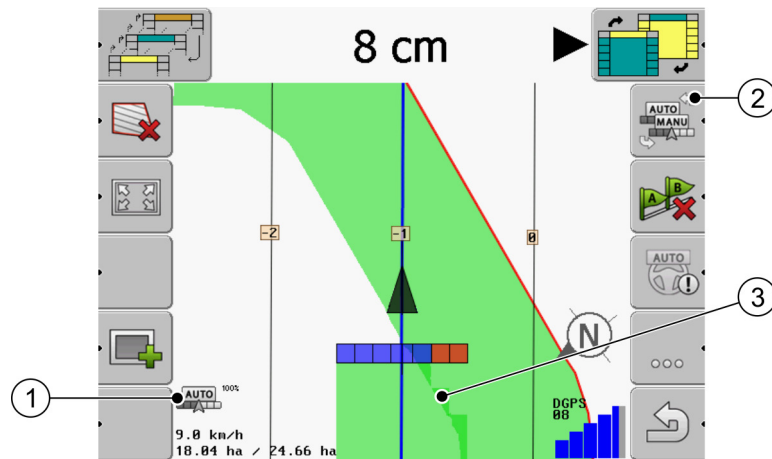 8 cm
AUTO
MANU
2
-2
-1
0
A B
AUTO
3
N
1
AUTO 100%
DGPS
08
9.0 km/h
18.04 ha / 24.66 ha